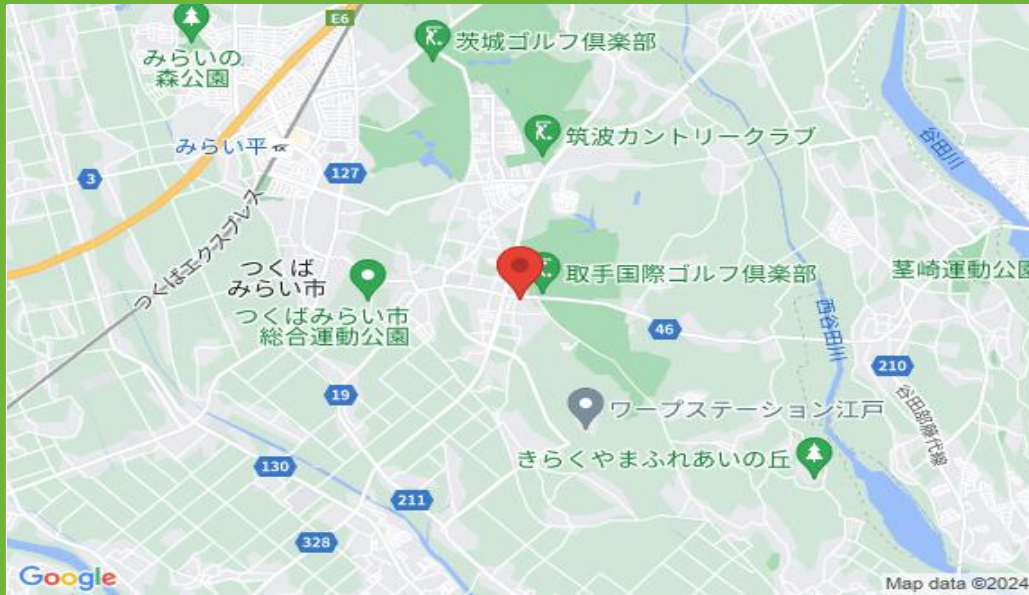 E6
茨城ゴルフ倶楽部
みらいの
森公園
筑波カントリークラブ
みらい平
谷田川
3
127
つくばエクスプレス
つくば
みらい市
取手国際ゴルフ倶楽部
茎崎運動公園
つくばみらい市
総合運動公園
西谷田川
46
210
19
ワープステーション江戸
谷田部藤代線
きらくやまふれあいの丘
130
211
328
Google
Map data ©2024